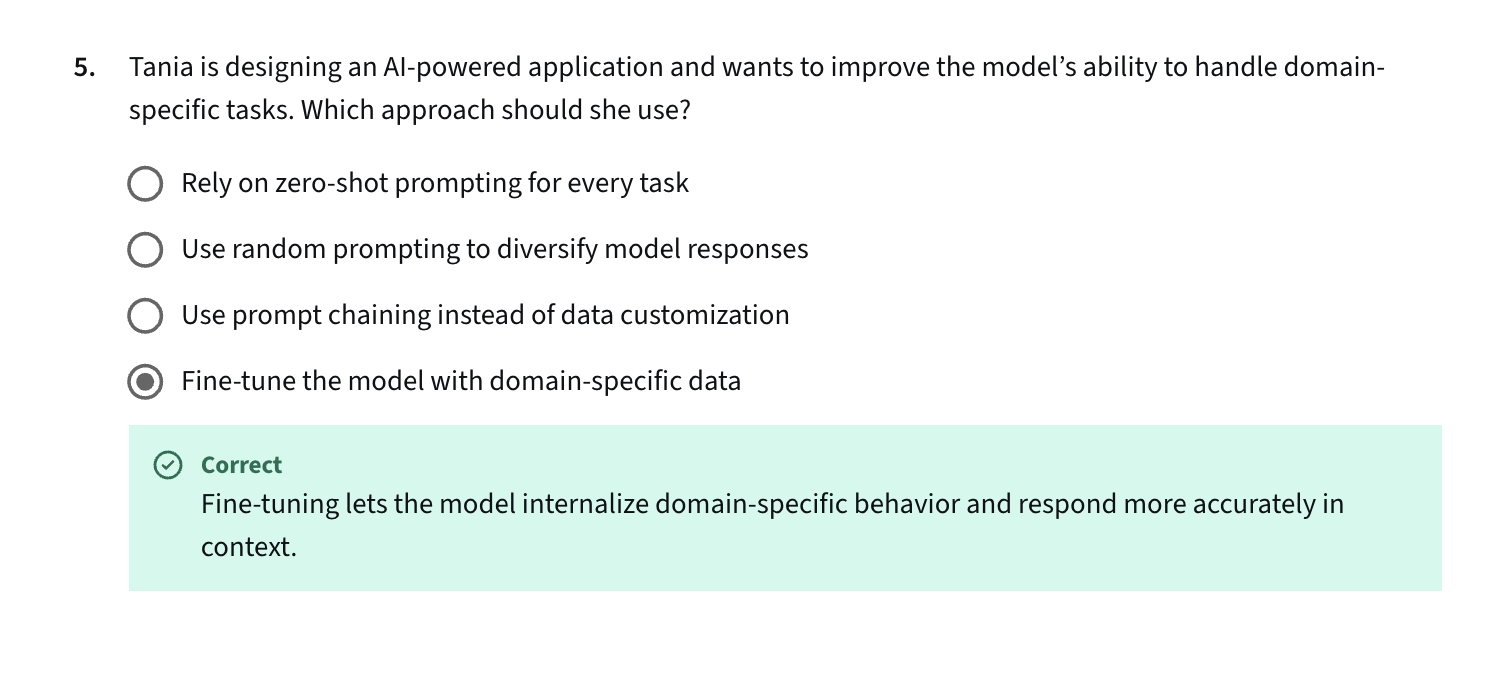 5. Tania is designing an AI-powered application and wants to improve the model’s ability to handle domain-
specific tasks. Which approach should she use?
Rely on zero-shot prompting for every task
Use random prompting to diversify model responses
Use prompt chaining instead of data customization
Fine-tune the model with domain-specific data
Correct
Fine-tuning lets the model internalize domain-specific behavior and respond more accurately in
context.